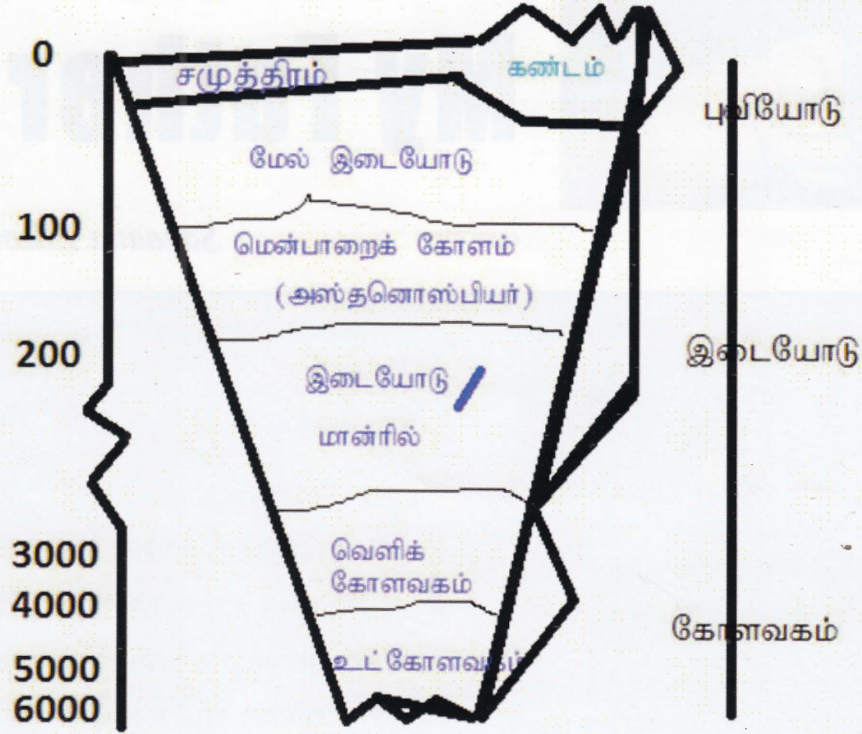 0
சமுத்திரம்
கண்டம்
புவியோடு
மேல் இடையோடு
100
மென்பாறைக் கோளம்
(அஸ்தனொஸ்பியர்)
200
இடையோடு
இடையோடு
மான்ரில்
3000
வெளிக்
கோளவகம்
4000
கோளவகம்
5000
உட்கோளவகம்
6000